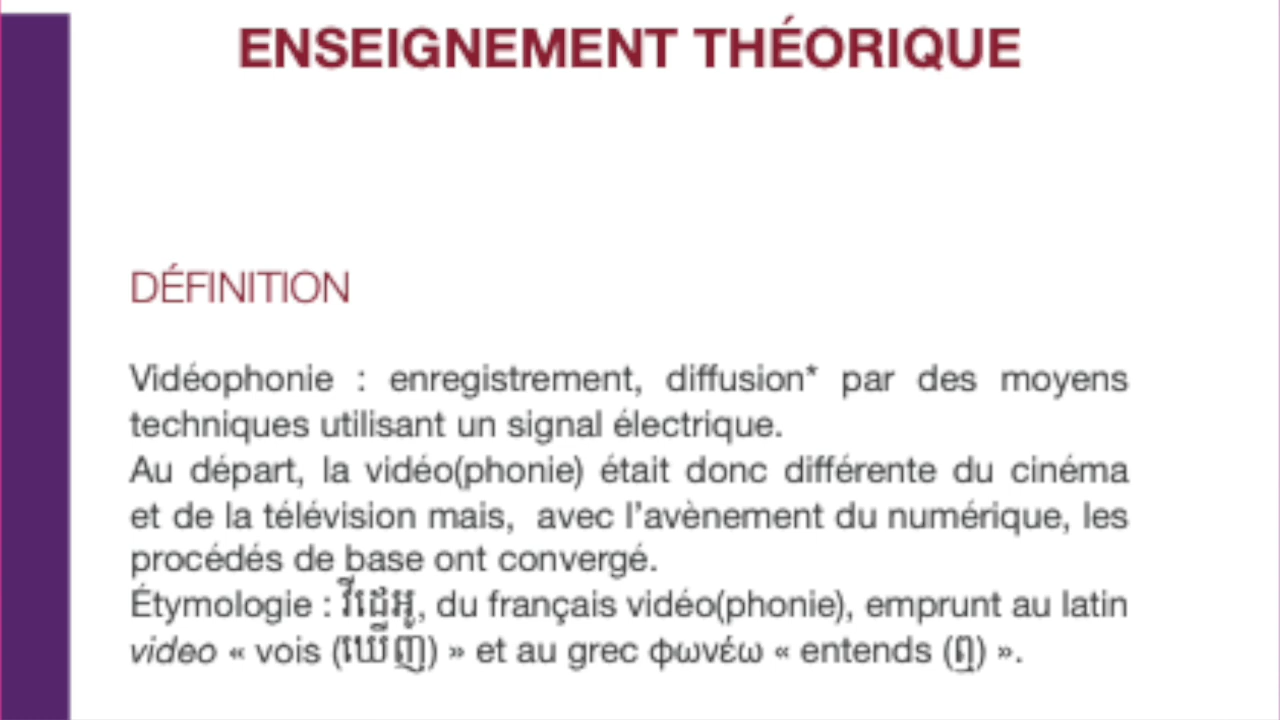 ENSEIGNEMENT THÉORIQUE
DÉFINITION
Vidéophonie : enregistrement, diffusion* par des moyens
techniques utilisant un signal électrique.
Au départ, la vidéo(phonie) était donc différente du cinéma
et de la télévision mais, avec l’avènement du numérique, les
procédés de base ont convergé.
Étymologie : វីដេអូ, du français vidéo(phonie), emprunt au latin
video « vois (ឃើញ) » et au grec φωνέω « entends (ឮ) ».